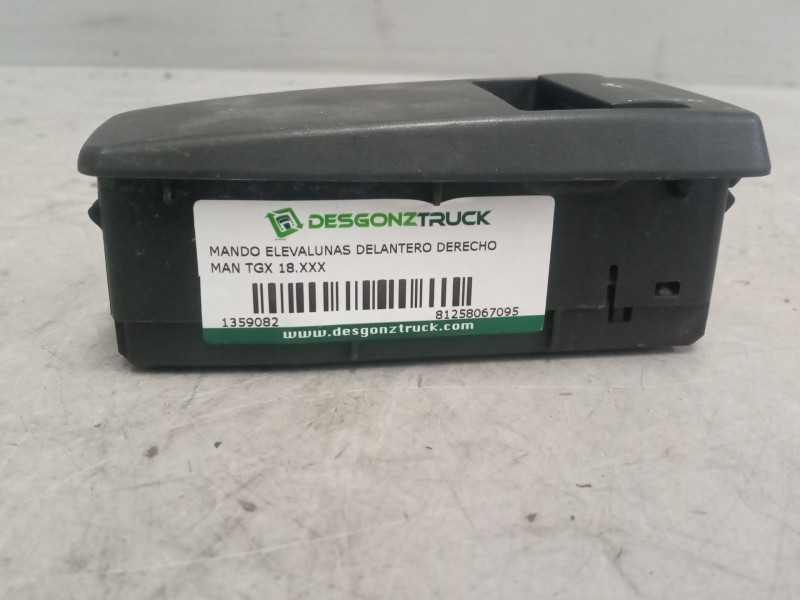 DESGONZTRUCK
MANDO ELEVALUNAS DELANTERO DERECHO
MAN TGX 18.XXX
1359082 81258067095
www.desgonztruck.com